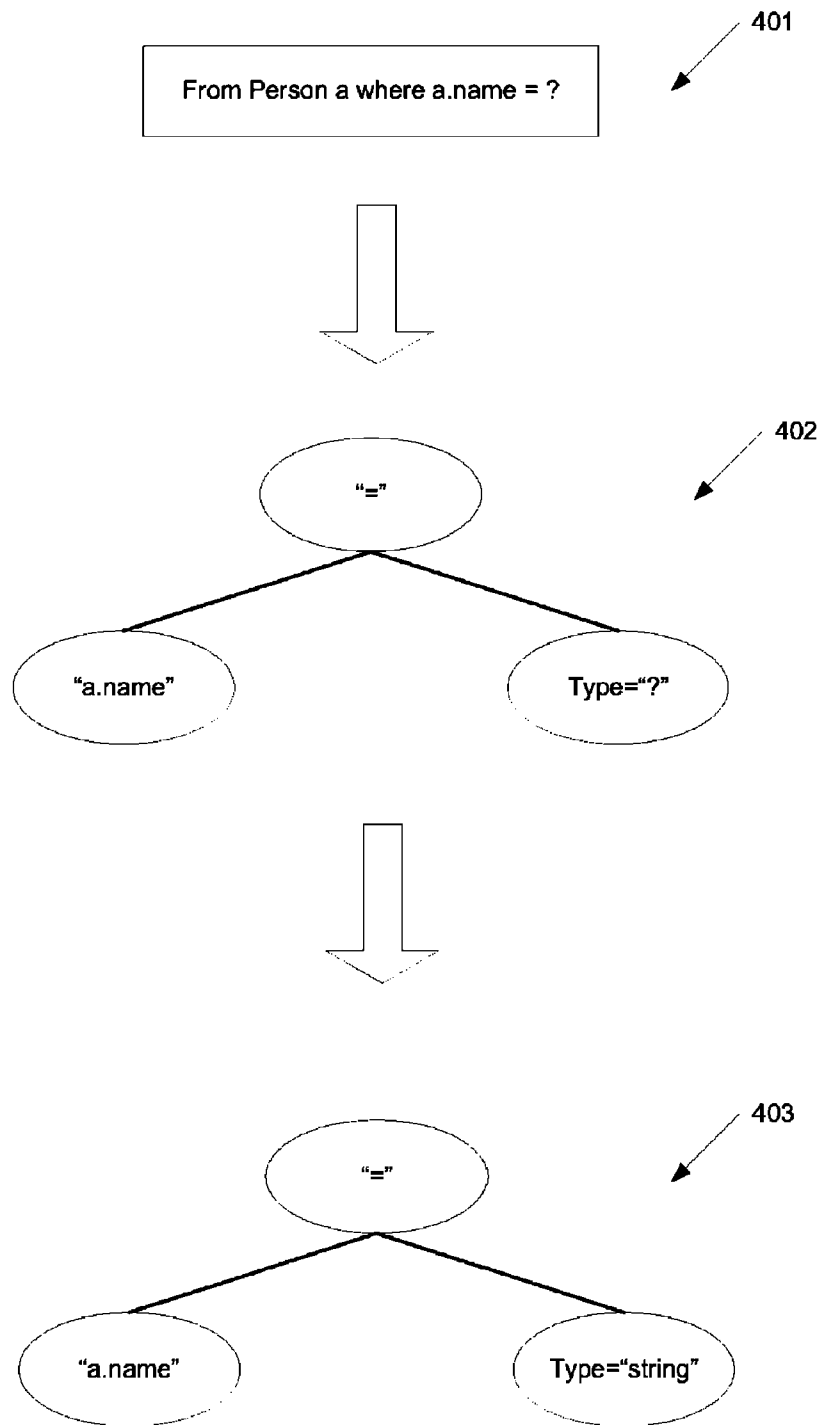 401
From Person a where a.name = ?
402
“=”
“a.name”
Type=“?”
403
“=”
“a.name”
Type=“string”